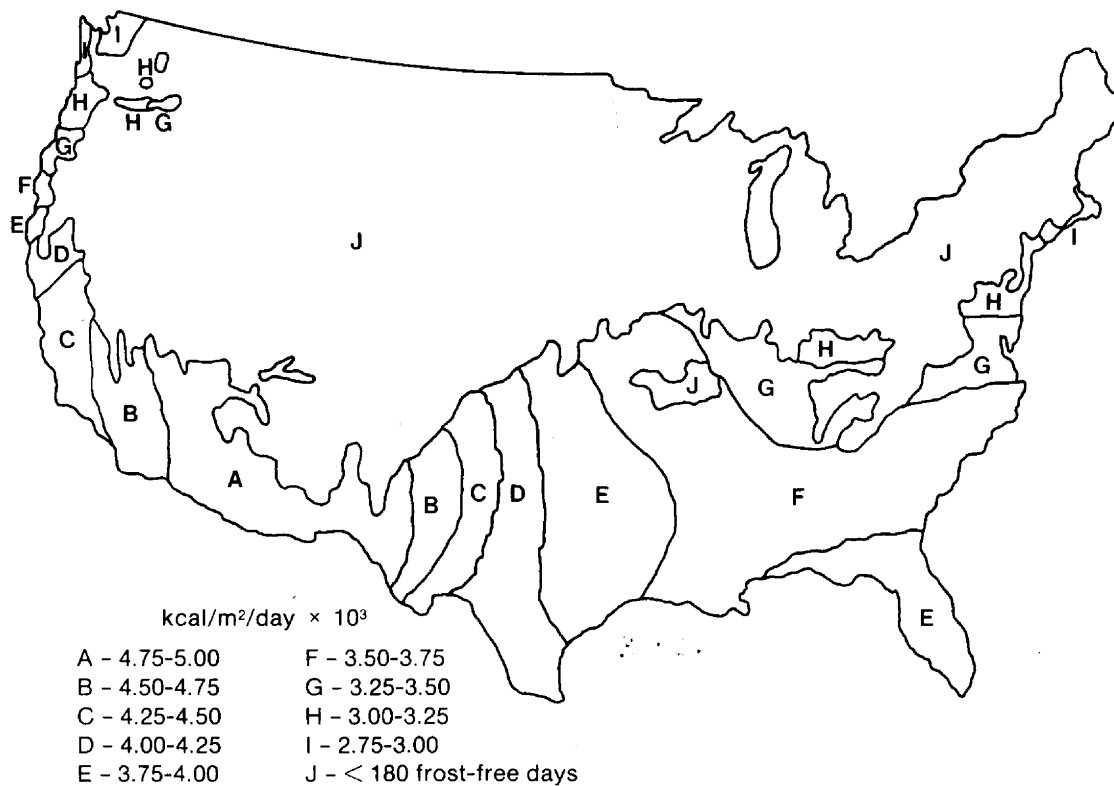 I
I
H
H
H G
G
F
E
D
J
J
I
H
C
H
G
G
J
B
A
B
C
D
E
F
E
kcal/m²/day × 10³
A – 4.75-5.00 F – 3.50-3.75
B – 4.50-4.75 G – 3.25-3.50
C – 4.25-4.50 H – 3.00-3.25
D – 4.00-4.25 I – 2.75-3.00
E – 3.75-4.00 J – < 180 frost-free days